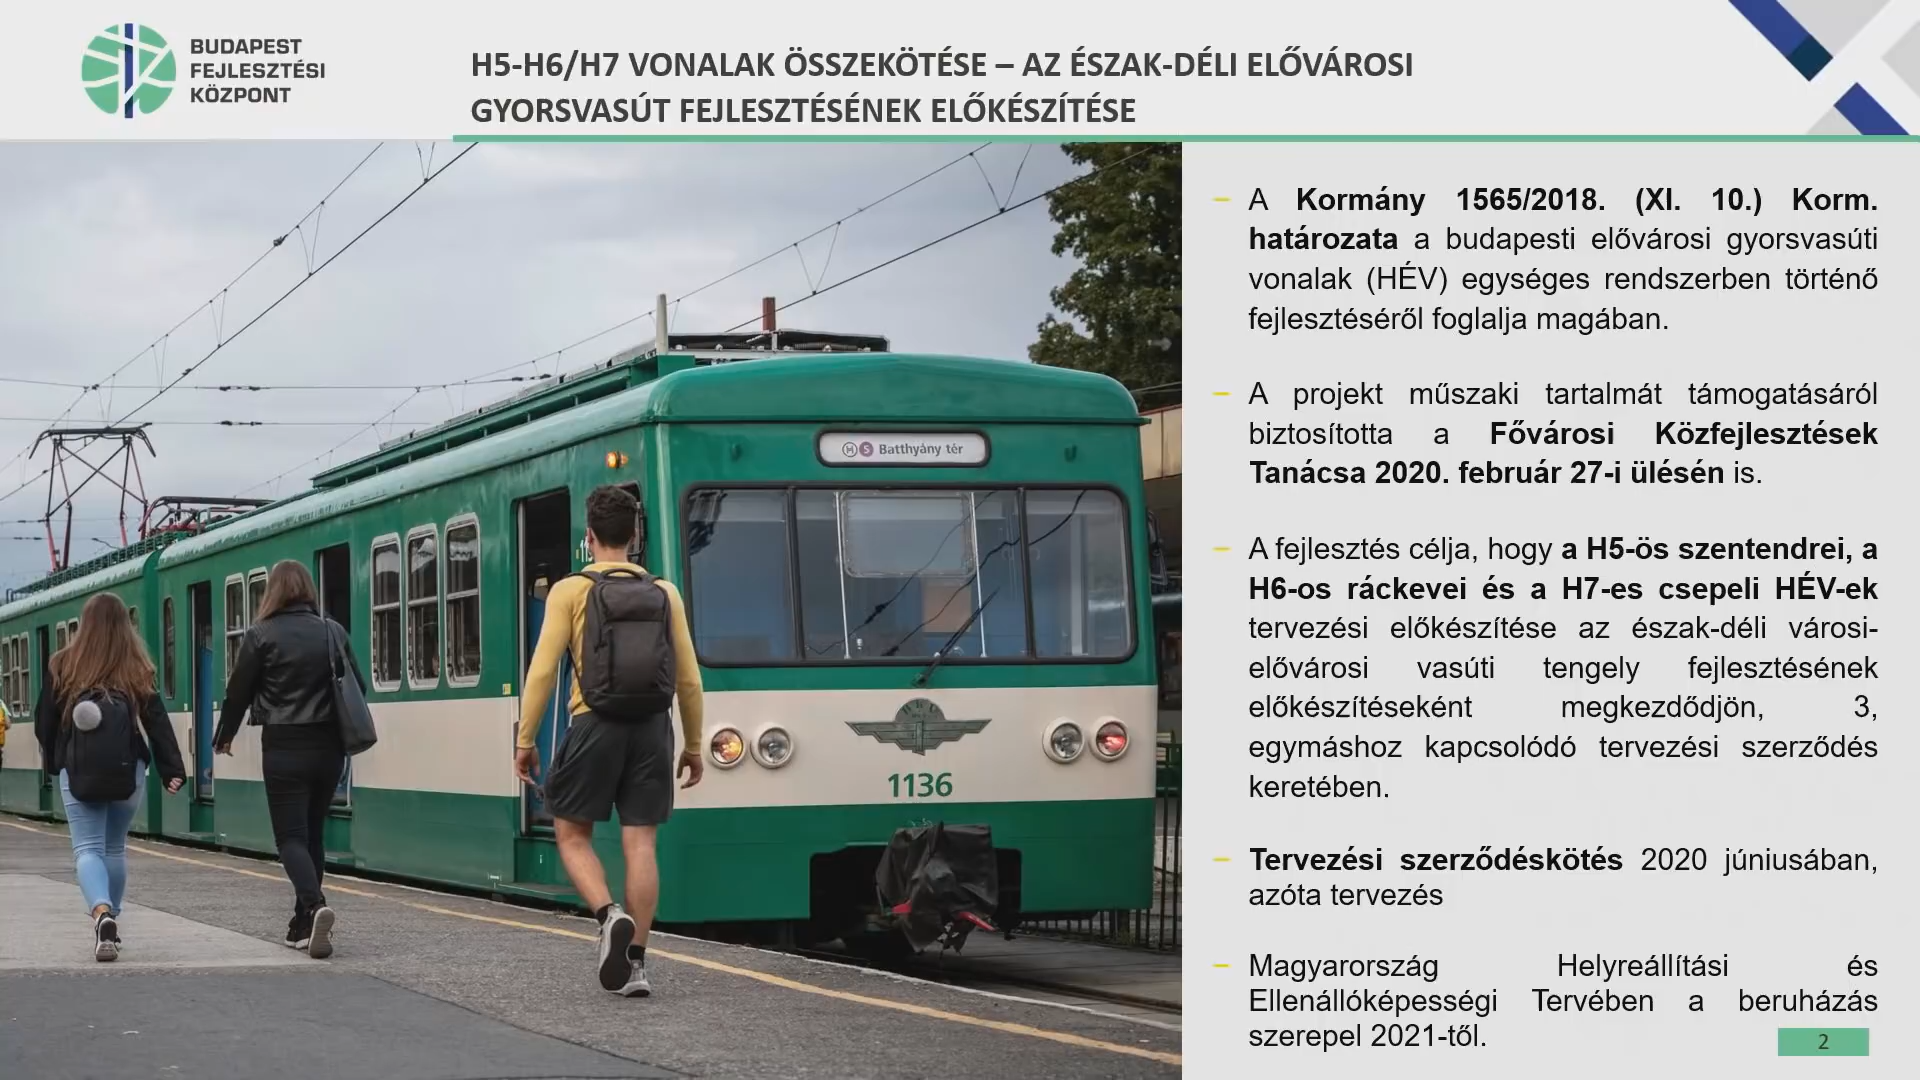 BUDAPEST
FEJLESZTÉSI
KÖZPONT
H5-H6/H7 VONALAK ÖSSZEKÖTÉSE – AZ ÉSZAK-DÉLI ELŐVÁROSI
GYORSVASÚT FEJLESZTÉSÉNEK ELŐKÉSZÍTÉSE
H 5 Batthyány tér
1136
– A Kormány 1565/2018. (XI. 10.) Korm.
határozata a budapesti elővárosi gyorsvasúti
vonalak (HÉV) egységes rendszerben történő
fejlesztéséről foglalja magában.
– A projekt műszaki tartalmát támogatásáról
biztosította a Fővárosi Közfejlesztések
Tanácsa 2020. február 27-i ülésén is.
– A fejlesztés célja, hogy a H5-ös szentendrei, a
H6-os ráckevei és a H7-es csepeli HÉV-ek
tervezési előkészítése az észak-déli városi-
elővárosi vasúti tengely fejlesztésének
előkészítéseként megkezdődjön, 3,
egymáshoz kapcsolódó tervezési szerződés
keretében.
– Tervezési szerződéskötés 2020 júniusában,
azóta tervezés
– Magyarország Helyreállítási és
Ellenállóképességi Tervében a beruházás
szerepel 2021-től.
2